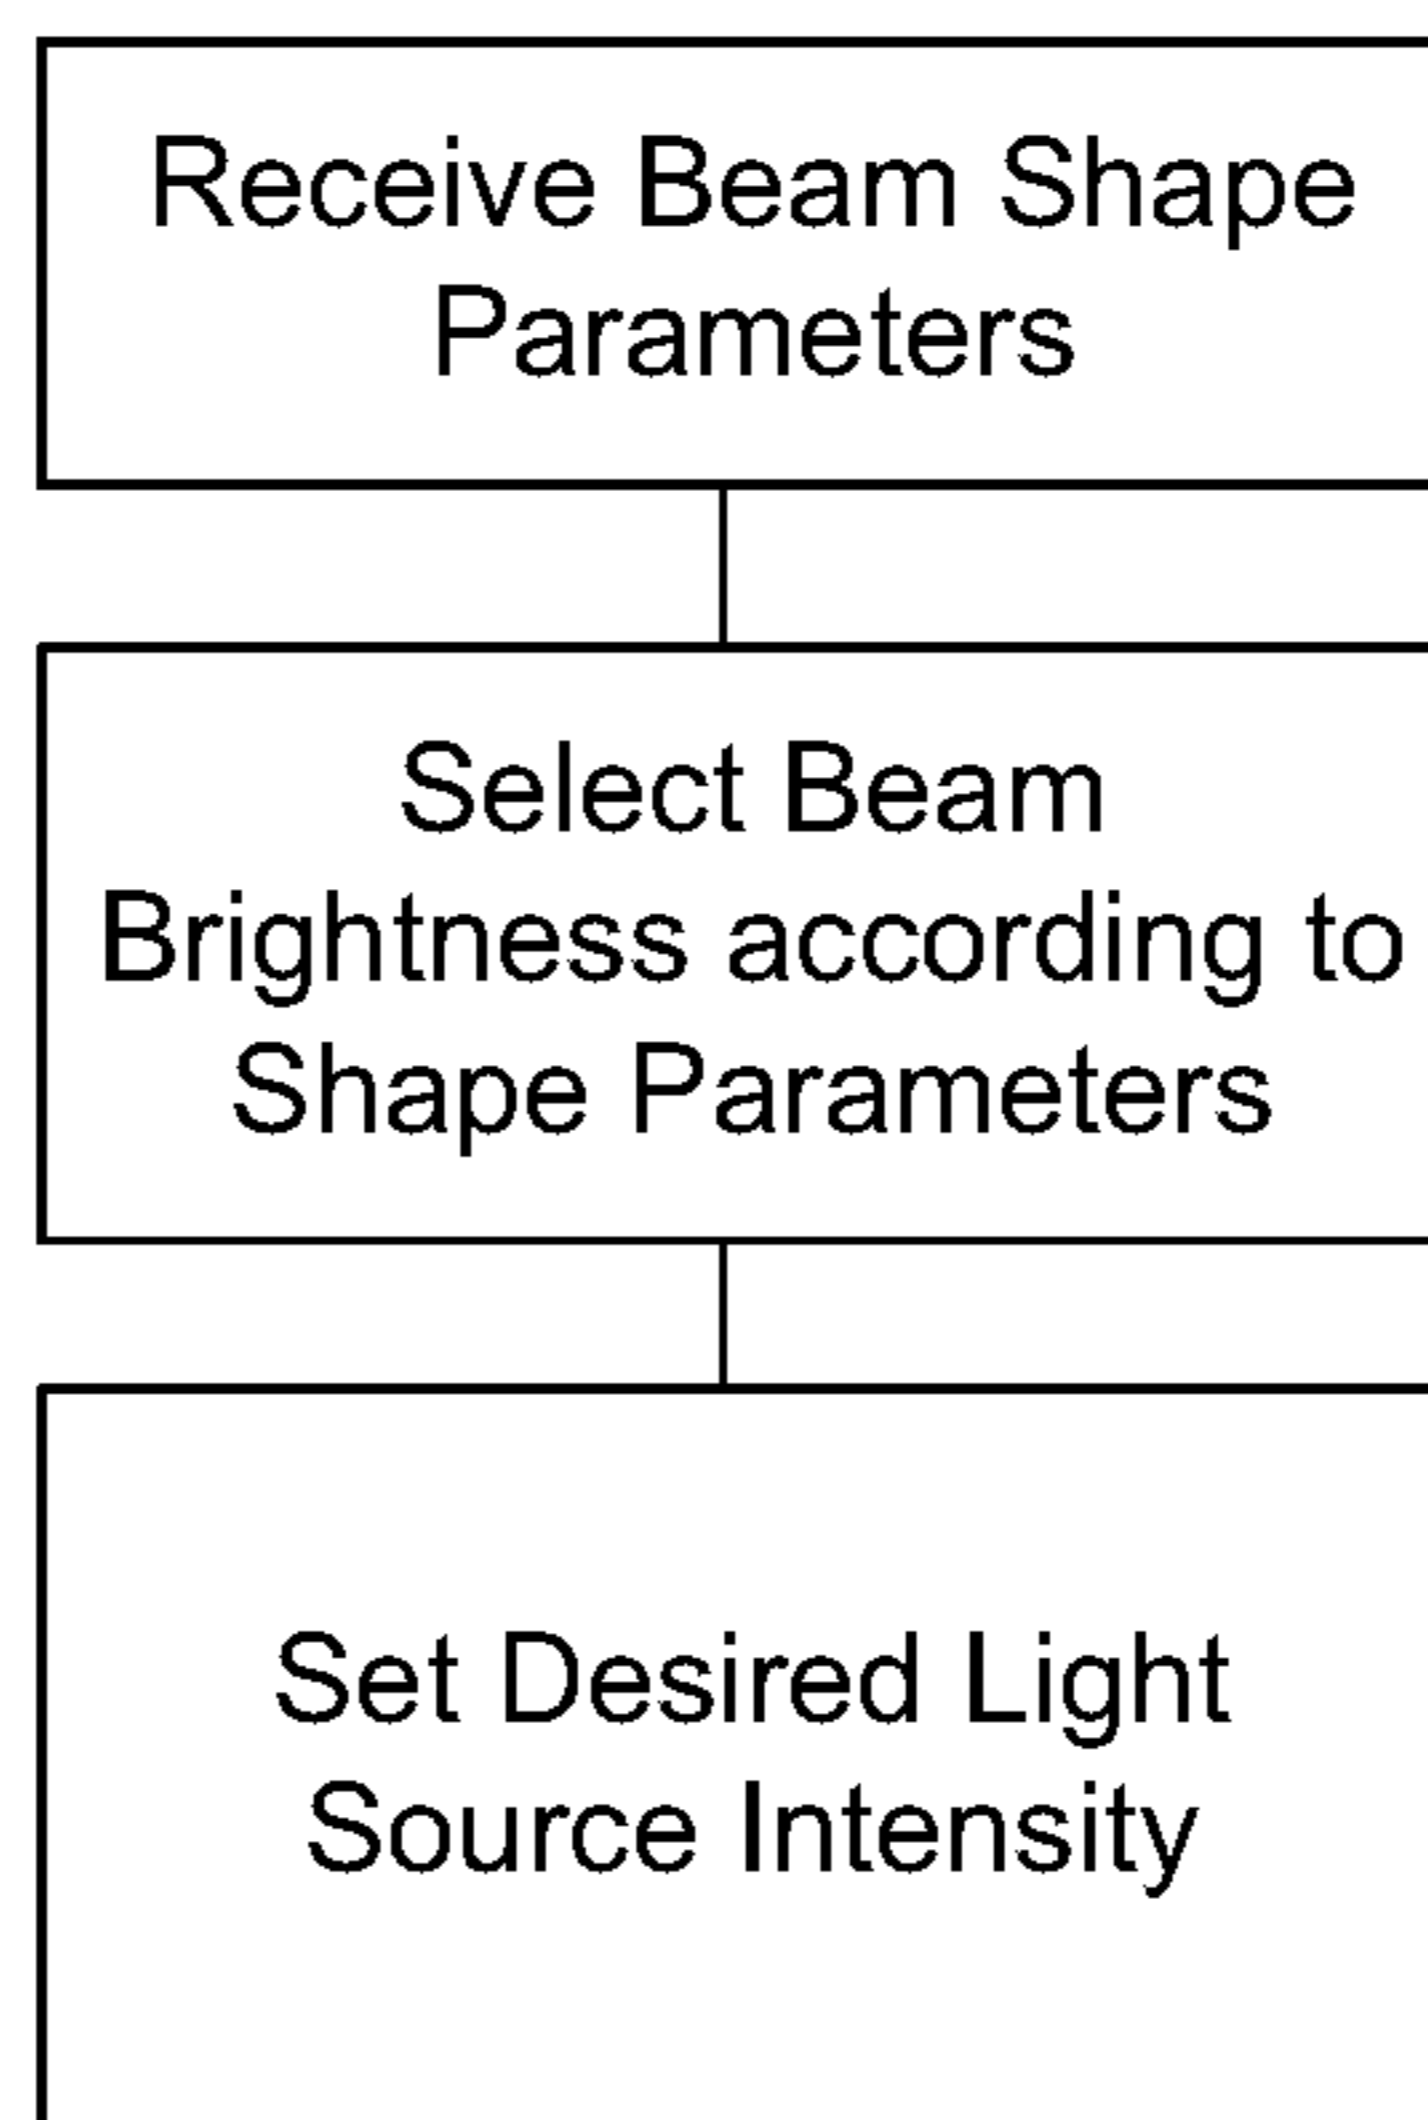 Receive Beam Shape
Parameters
Select Beam
Brightness according to
Shape Parameters
Set Desired Light
Source Intensity